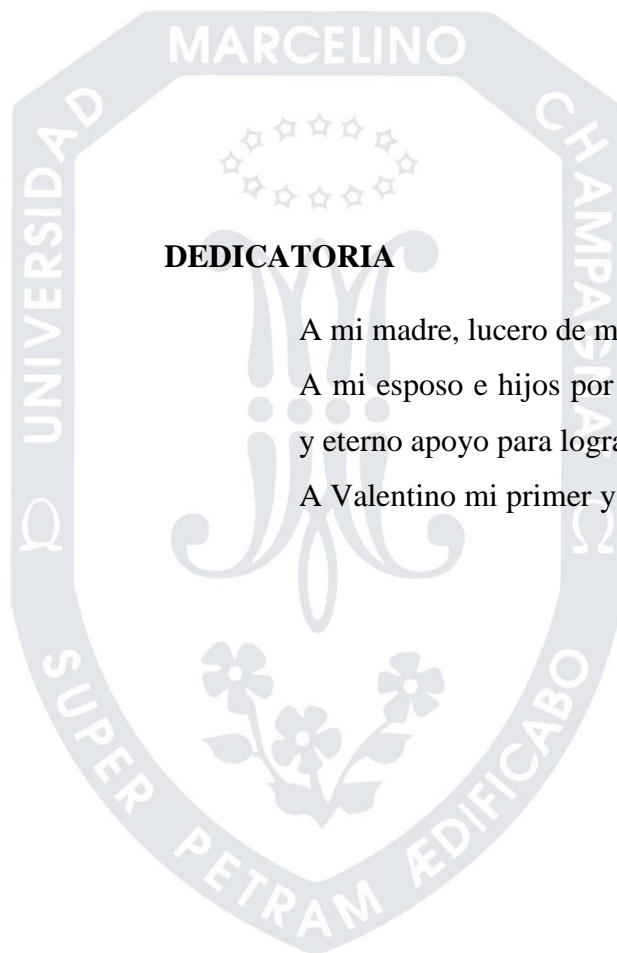 MARCELINO
UNIVERSIDAD
CHAMPAGNAT
DEDICATORIA
A mi madre, lucero de
A mi esposo e hijos por
y eterno apoyo para
A Valentino mi primer y
SUPER PETRAM ÆDIFICABO